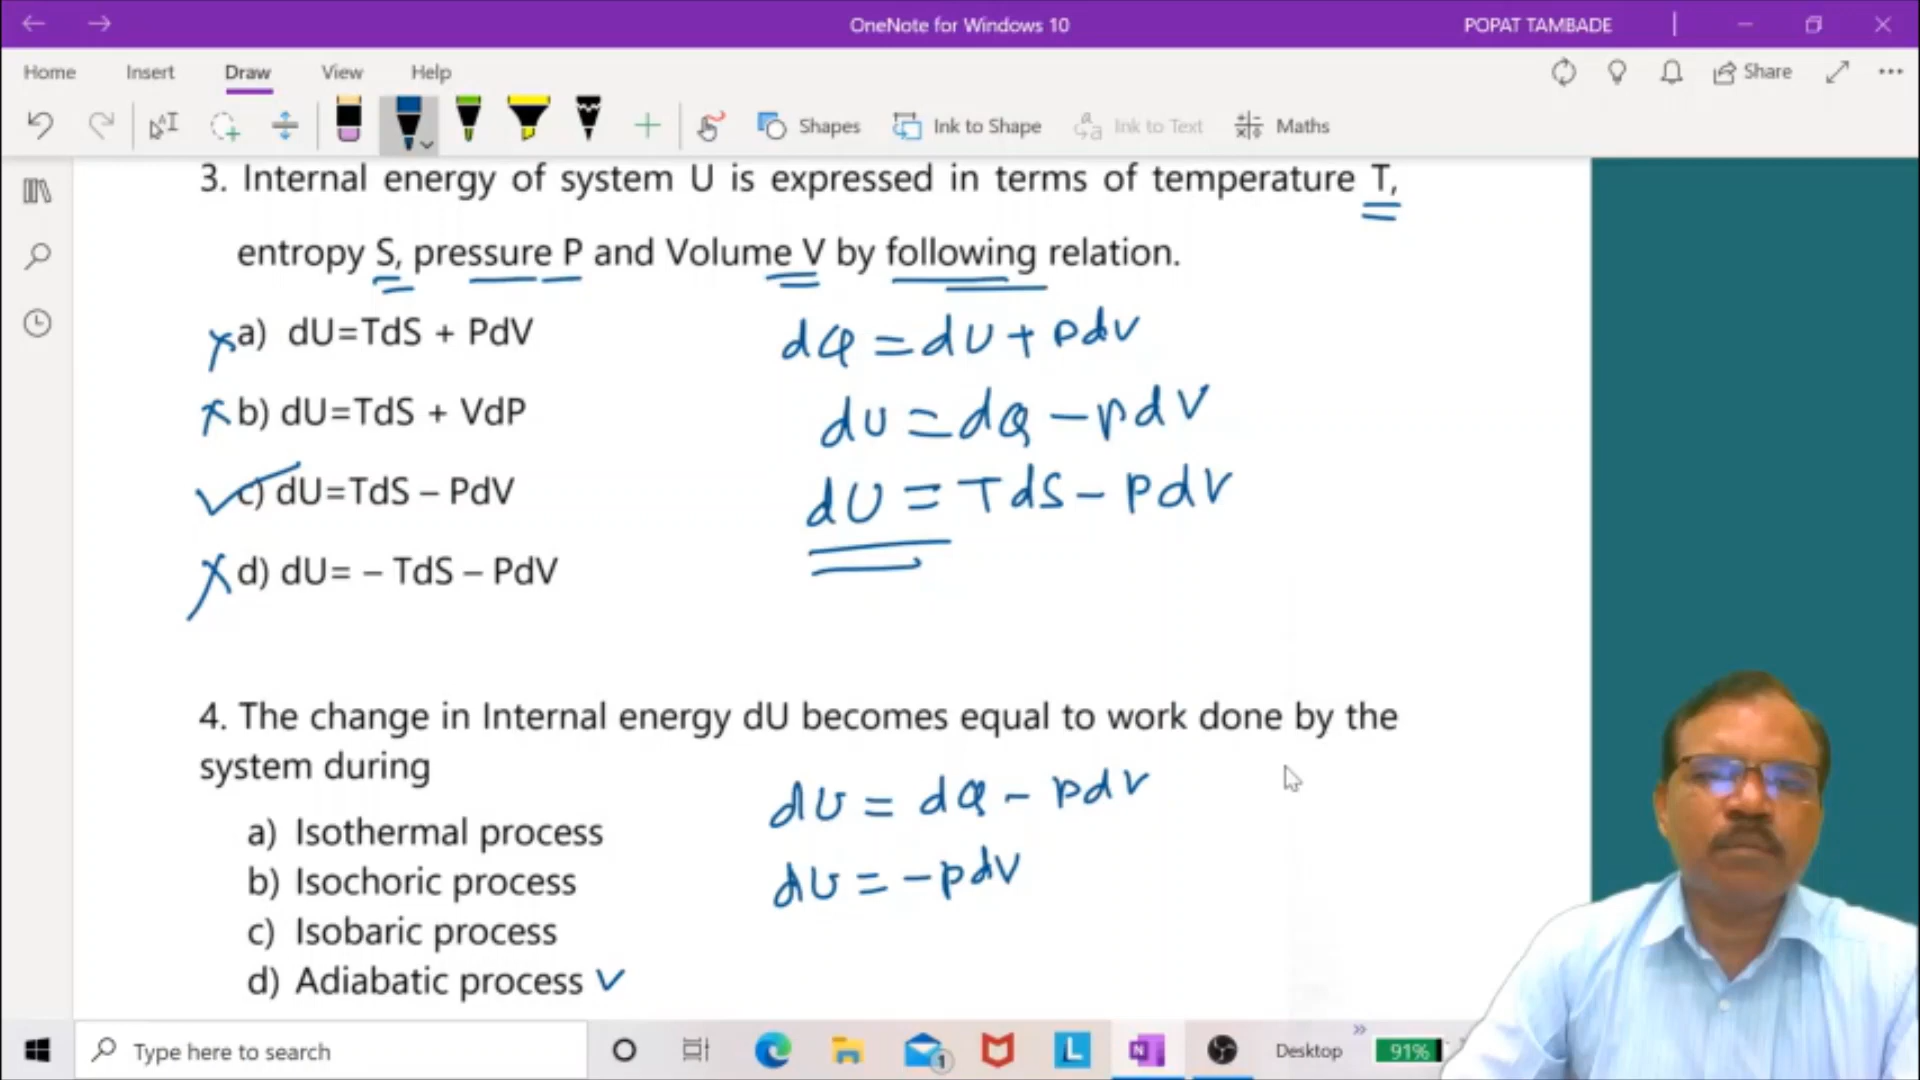 OneNote for Windows 10
POPAT TAMBADE
Home Insert Draw View Help
Share
Shapes Ink to Shape Ink to Text Maths
3. Internal energy of system U is expressed in terms of temperature T,
entropy S, pressure P and Volume V by following relation.
a) dU=TdS + PdV
dQ = dU + pdV
b) dU=TdS + VdP
dU = dQ - pdV
c) dU=TdS – PdV
dU = TdS - pdV
d) dU= – TdS – PdV
4. The change in Internal energy dU becomes equal to work done by the
system during
dU = dQ - pdV
a) Isothermal process
b) Isochoric process
dU = -pdV
c) Isobaric process
d) Adiabatic process
Type here to search
1
L
N
Desktop
91%